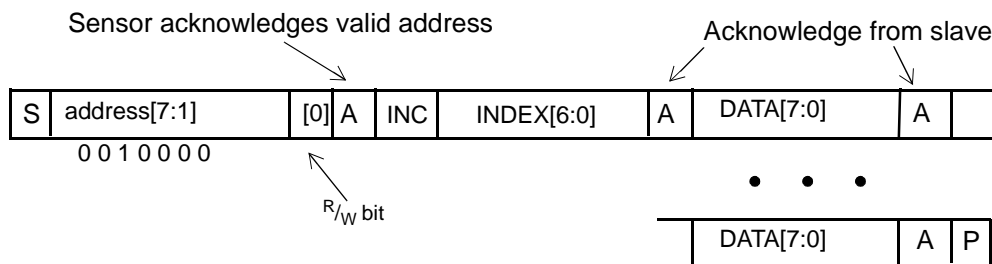 Sensor acknowledges valid address
Acknowledge from slave
S address[7:1] [0] A INC INDEX[6:0] A DATA[7:0] A
0 0 1 0 0 0 0
R/W bit
DATA[7:0] A P